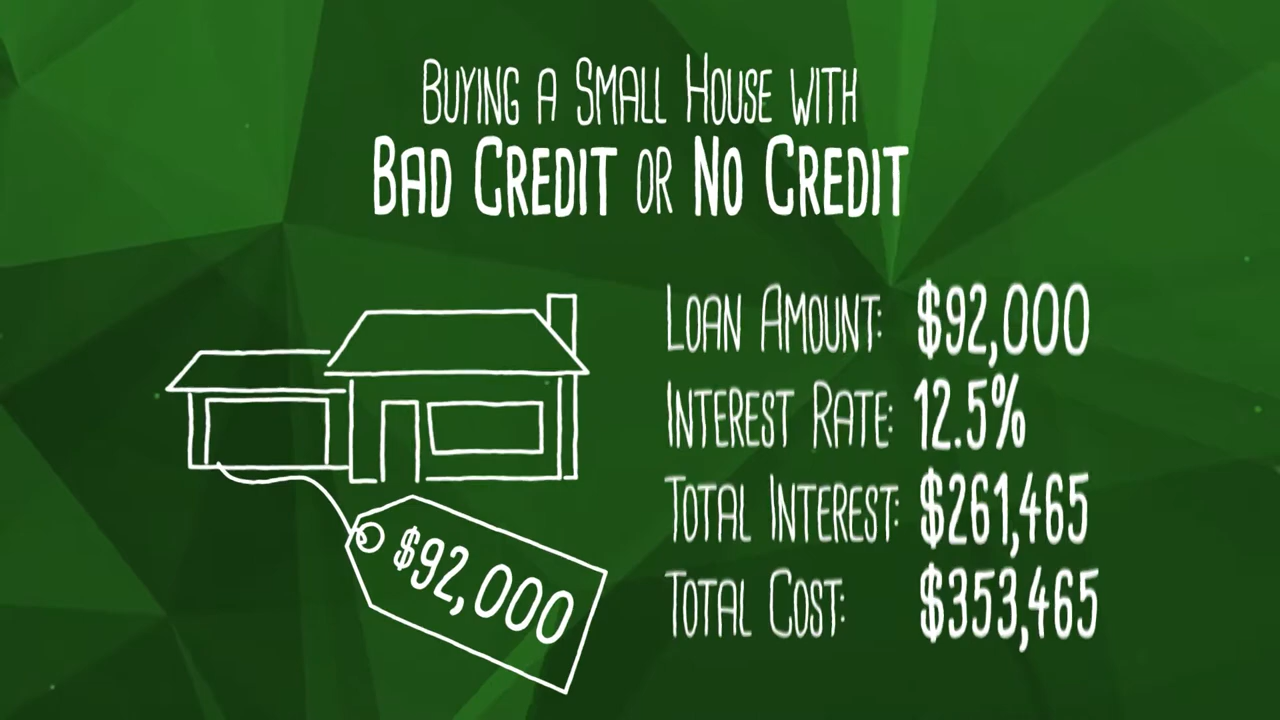 Buying a Small House with
Bad Credit or No Credit
Loan Amount: $92,000
Interest Rate: 12.5%
Total Interest: $261,465
Total Cost: $353,465
$92,000